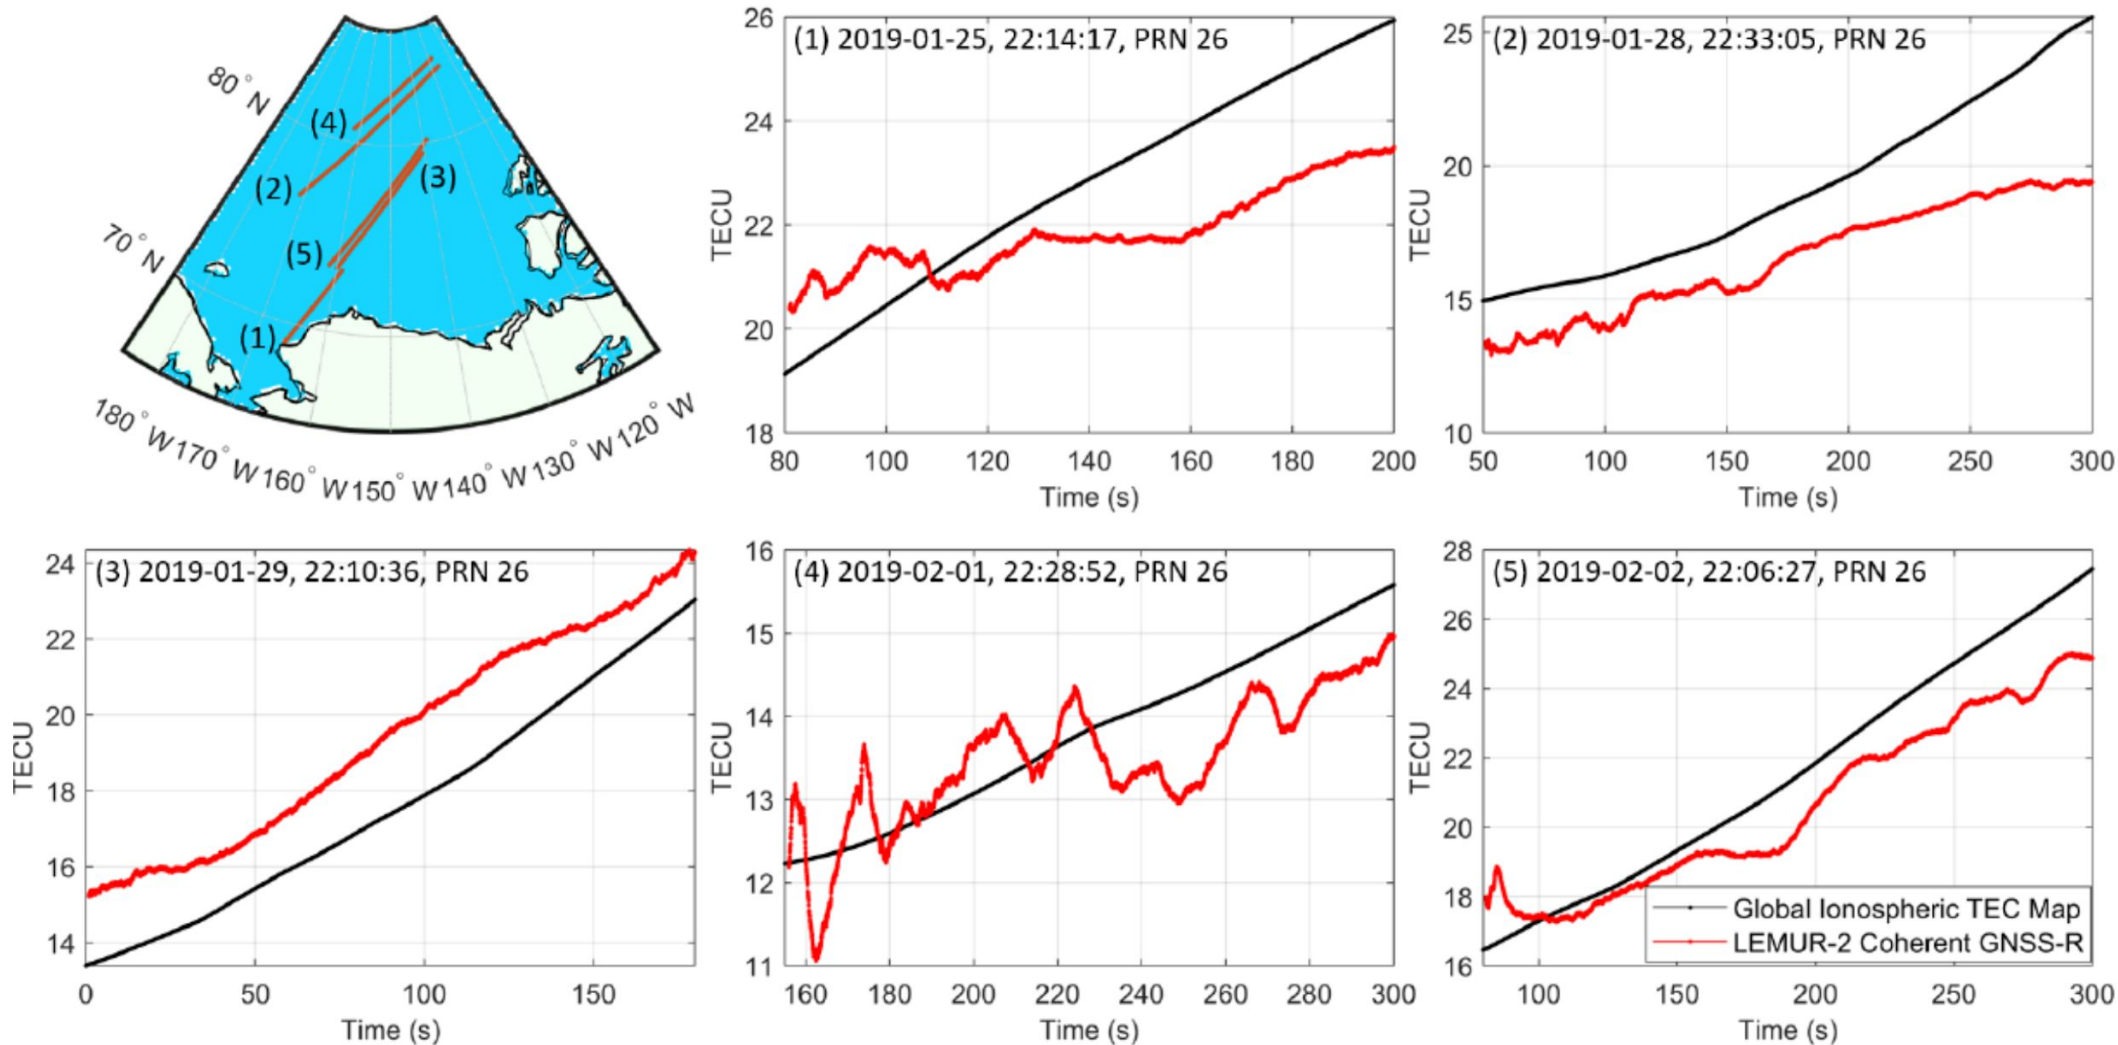 80° N
70° N
180° W 170° W 160° W 150° W 140° W 130° W 120° W
(4)
(2)
(3)
(5)
(1)
(1) 2019-01-25, 22:14:17, PRN 26
TECU
26
24
22
20
18
80 100 120 140 160 180 200
Time (s)
(2) 2019-01-28, 22:33:05, PRN 26
TECU
25
20
15
10
50 100 150 200 250 300
Time (s)
(3) 2019-01-29, 22:10:36, PRN 26
TECU
24
22
20
18
16
14
0 50 100 150
Time (s)
(4) 2019-02-01, 22:28:52, PRN 26
TECU
16
15
14
13
12
11
160 180 200 220 240 260 280 300
Time (s)
(5) 2019-02-02, 22:06:27, PRN 26
TECU
28
26
24
22
20
18
16
100 150 200 250 300
Time (s)
Global Ionospheric TEC Map
LEMUR-2 Coherent GNSS-R